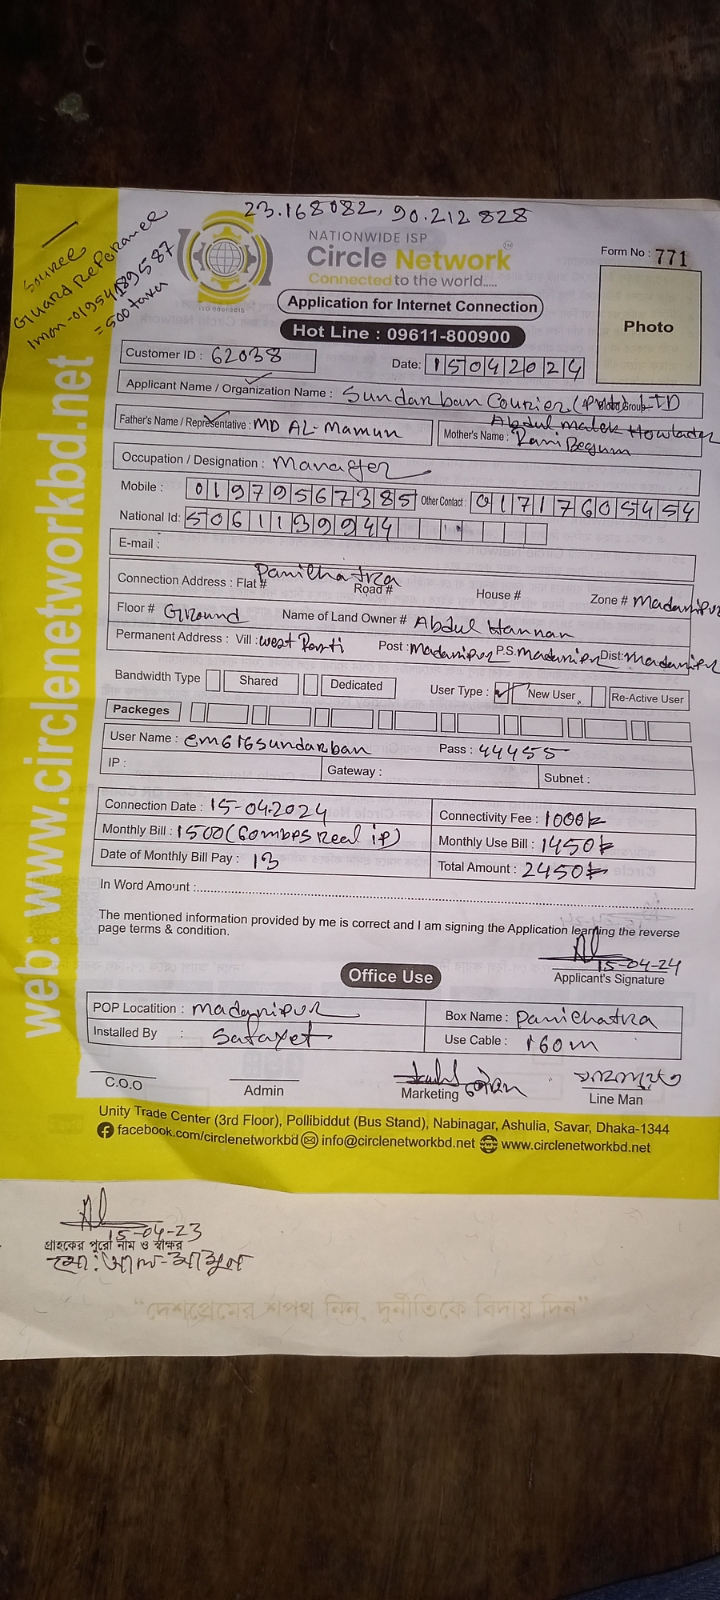 23.168082, 90.212828
Source
Guard Reference
Iman-01954189587
=500 taka
NATIONWIDE ISP
Circle Network
Connected to the world.....
ISO 9001:2015
Form No : 771
Photo
Application for Internet Connection
Hot Line : 09611-800900
Customer ID : 62038
Date: 15042024
Applicant Name / Organization Name : Sundarban Courier (Pvt) Group LTD
Father's Name / Representative : MD AL-Mamun
Abdul malek Howlader
Mother's Name : Rani Begum
Occupation / Designation : Manager
Mobile : 01979567385 Other Contact : 01717605454
National Id: 5061139944
E-mail :
Connection Address : Flat # Panichatra Road # House # Zone # Madaripur
Floor # Ground Name of Land Owner # Abdul Hannan
Permanent Address : Vill : west Ranti Post : Madaripur P.S. Madaripur Dist: Madaripur
Bandwidth Type Shared Dedicated User Type : New User Re-Active User
Packeges
User Name : em616sundarban Pass : 44455
IP : Gateway : Subnet :
Connection Date : 15-04.2024 Connectivity Fee : 1000
Monthly Bill : 1500 (60mbps Real ip) Monthly Use Bill : 1450
Date of Monthly Bill Pay : 13 Total Amount : 2450
In Word Amount :
The mentioned information provided by me is correct and I am signing the Application learning the reverse
page terms & condition.
15-04-24
Applicant's Signature
Office Use
POP Locatition : Madaripur Box Name : Panichatra
Installed By : Safayet Use Cable : 160m
C.O.O Admin Marketing Line Man
Unity Trade Center (3rd Floor), Pollibiddut (Bus Stand), Nabinagar, Ashulia, Savar, Dhaka-1344
facebook.com/circlenetworkbd info@circlenetworkbd.net www.circlenetworkbd.net
web: www.circlenetworkbd.net
15-04-23
গ্রাহকের পুরো নাম ও স্বাক্ষর
মো: আল-মামুন
"দেশপ্রেমের শপথ নিন, দুর্নীতিকে বিদায় দিন"